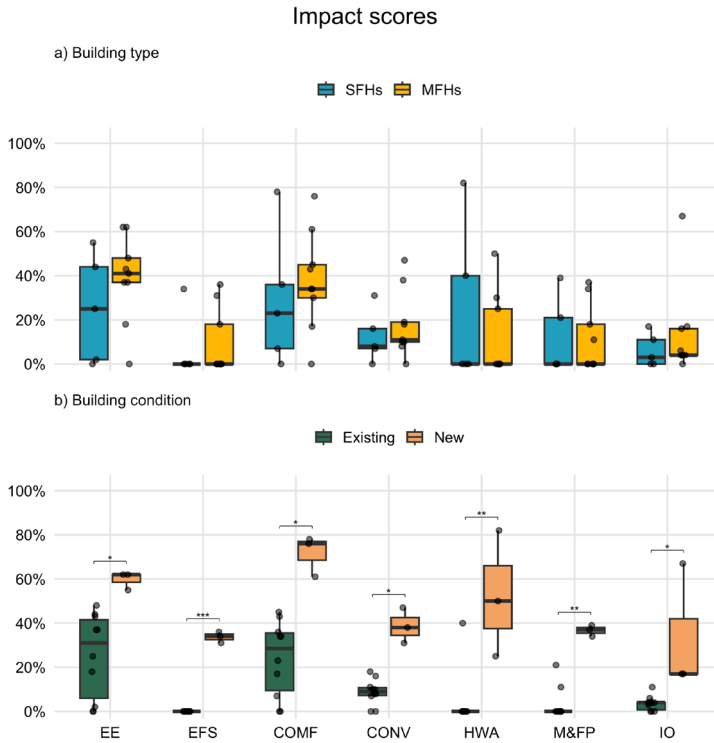 Impact scores
a) Building type
SFHs MFHs
100%
80%
60%
40%
20%
0%
b) Building condition
Existing New
100%
80%
60%
40%
20%
0%
* *** * * ** ** *
EE EFS COMF CONV HWA M&FP IO